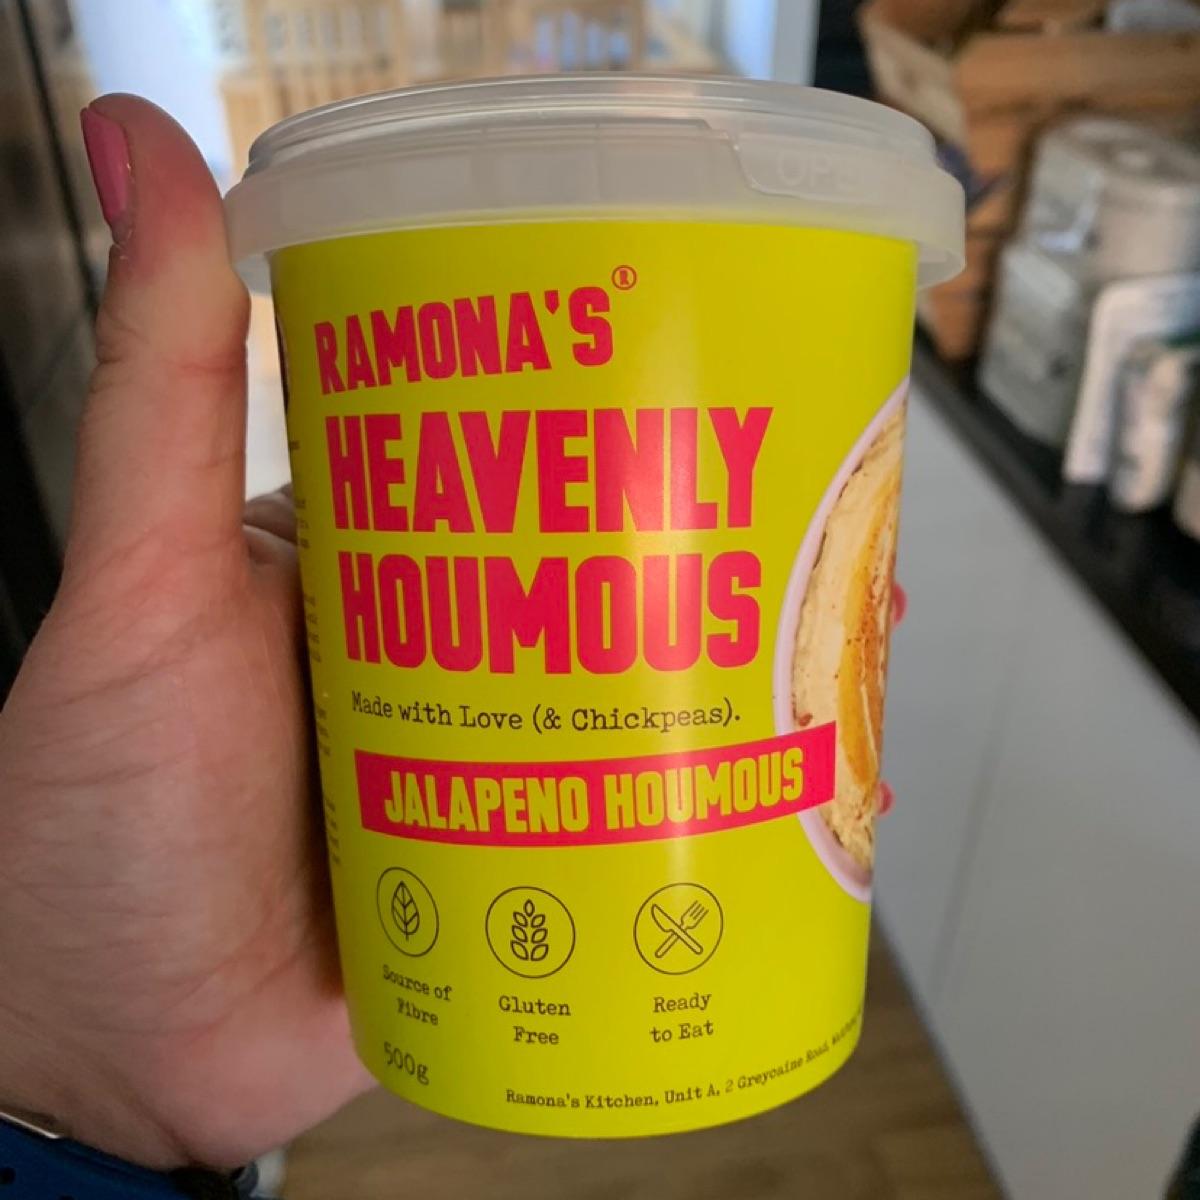 OPE
RAMONA'S®
HEAVENLY
HOUMOUS
Made with Love (& Chickpeas).
JALAPENO HOUMOUS
Source of
Fibre
Gluten
Free
Ready
to Eat
500g
Ramona's Kitchen, Unit A, 2 Greycaine Road,